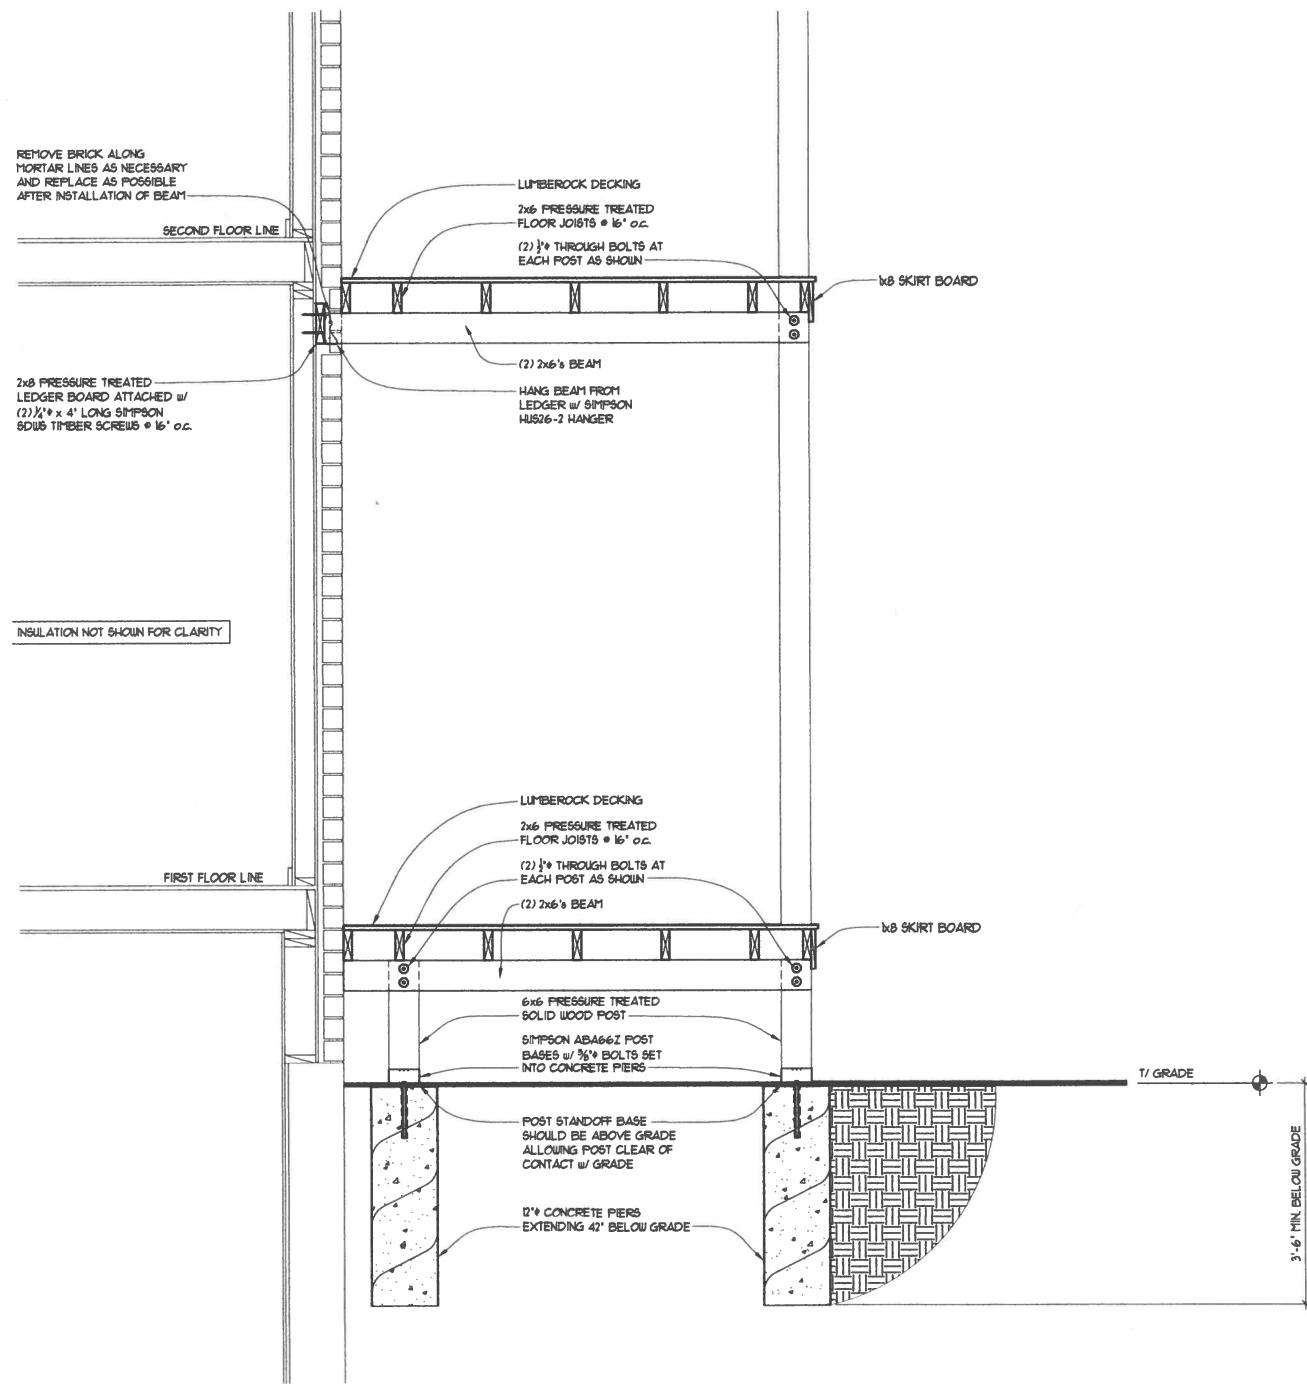 REMOVE BRICK ALONG
MORTAR LINES AS NECESSARY
AND REPLACE AS POSSIBLE
AFTER INSTALLATION OF BEAM
SECOND FLOOR LINE
LUMBEROCK DECKING
2x6 PRESSURE TREATED
FLOOR JOISTS @ 16" o.c.
(2) ½"ϕ THROUGH BOLTS AT
EACH POST AS SHOWN
1x8 SKIRT BOARD
2x8 PRESSURE TREATED
LEDGER BOARD ATTACHED w/
(2) ¼"ϕ x 4" LONG SIMPSON
SDWS TIMBER SCREWS @ 16" o.c.
(2) 2x6's BEAM
HANG BEAM FROM
LEDGER w/ SIMPSON
HUS26-2 HANGER
INSULATION NOT SHOWN FOR CLARITY
LUMBEROCK DECKING
2x6 PRESSURE TREATED
FLOOR JOISTS @ 16" o.c.
(2) ½"ϕ THROUGH BOLTS AT
EACH POST AS SHOWN
(2) 2x6's BEAM
FIRST FLOOR LINE
1x8 SKIRT BOARD
6x6 PRESSURE TREATED
SOLID WOOD POST
SIMPSON ABA66Z POST
BASES w/ ⅝"ϕ BOLTS SET
INTO CONCRETE PIERS
T/ GRADE
POST STANDOFF BASE
SHOULD BE ABOVE GRADE
ALLOWING POST CLEAR OF
CONTACT w/ GRADE
12"ϕ CONCRETE PIERS
EXTENDING 42" BELOW GRADE
3'-6" MIN. BELOW GRADE